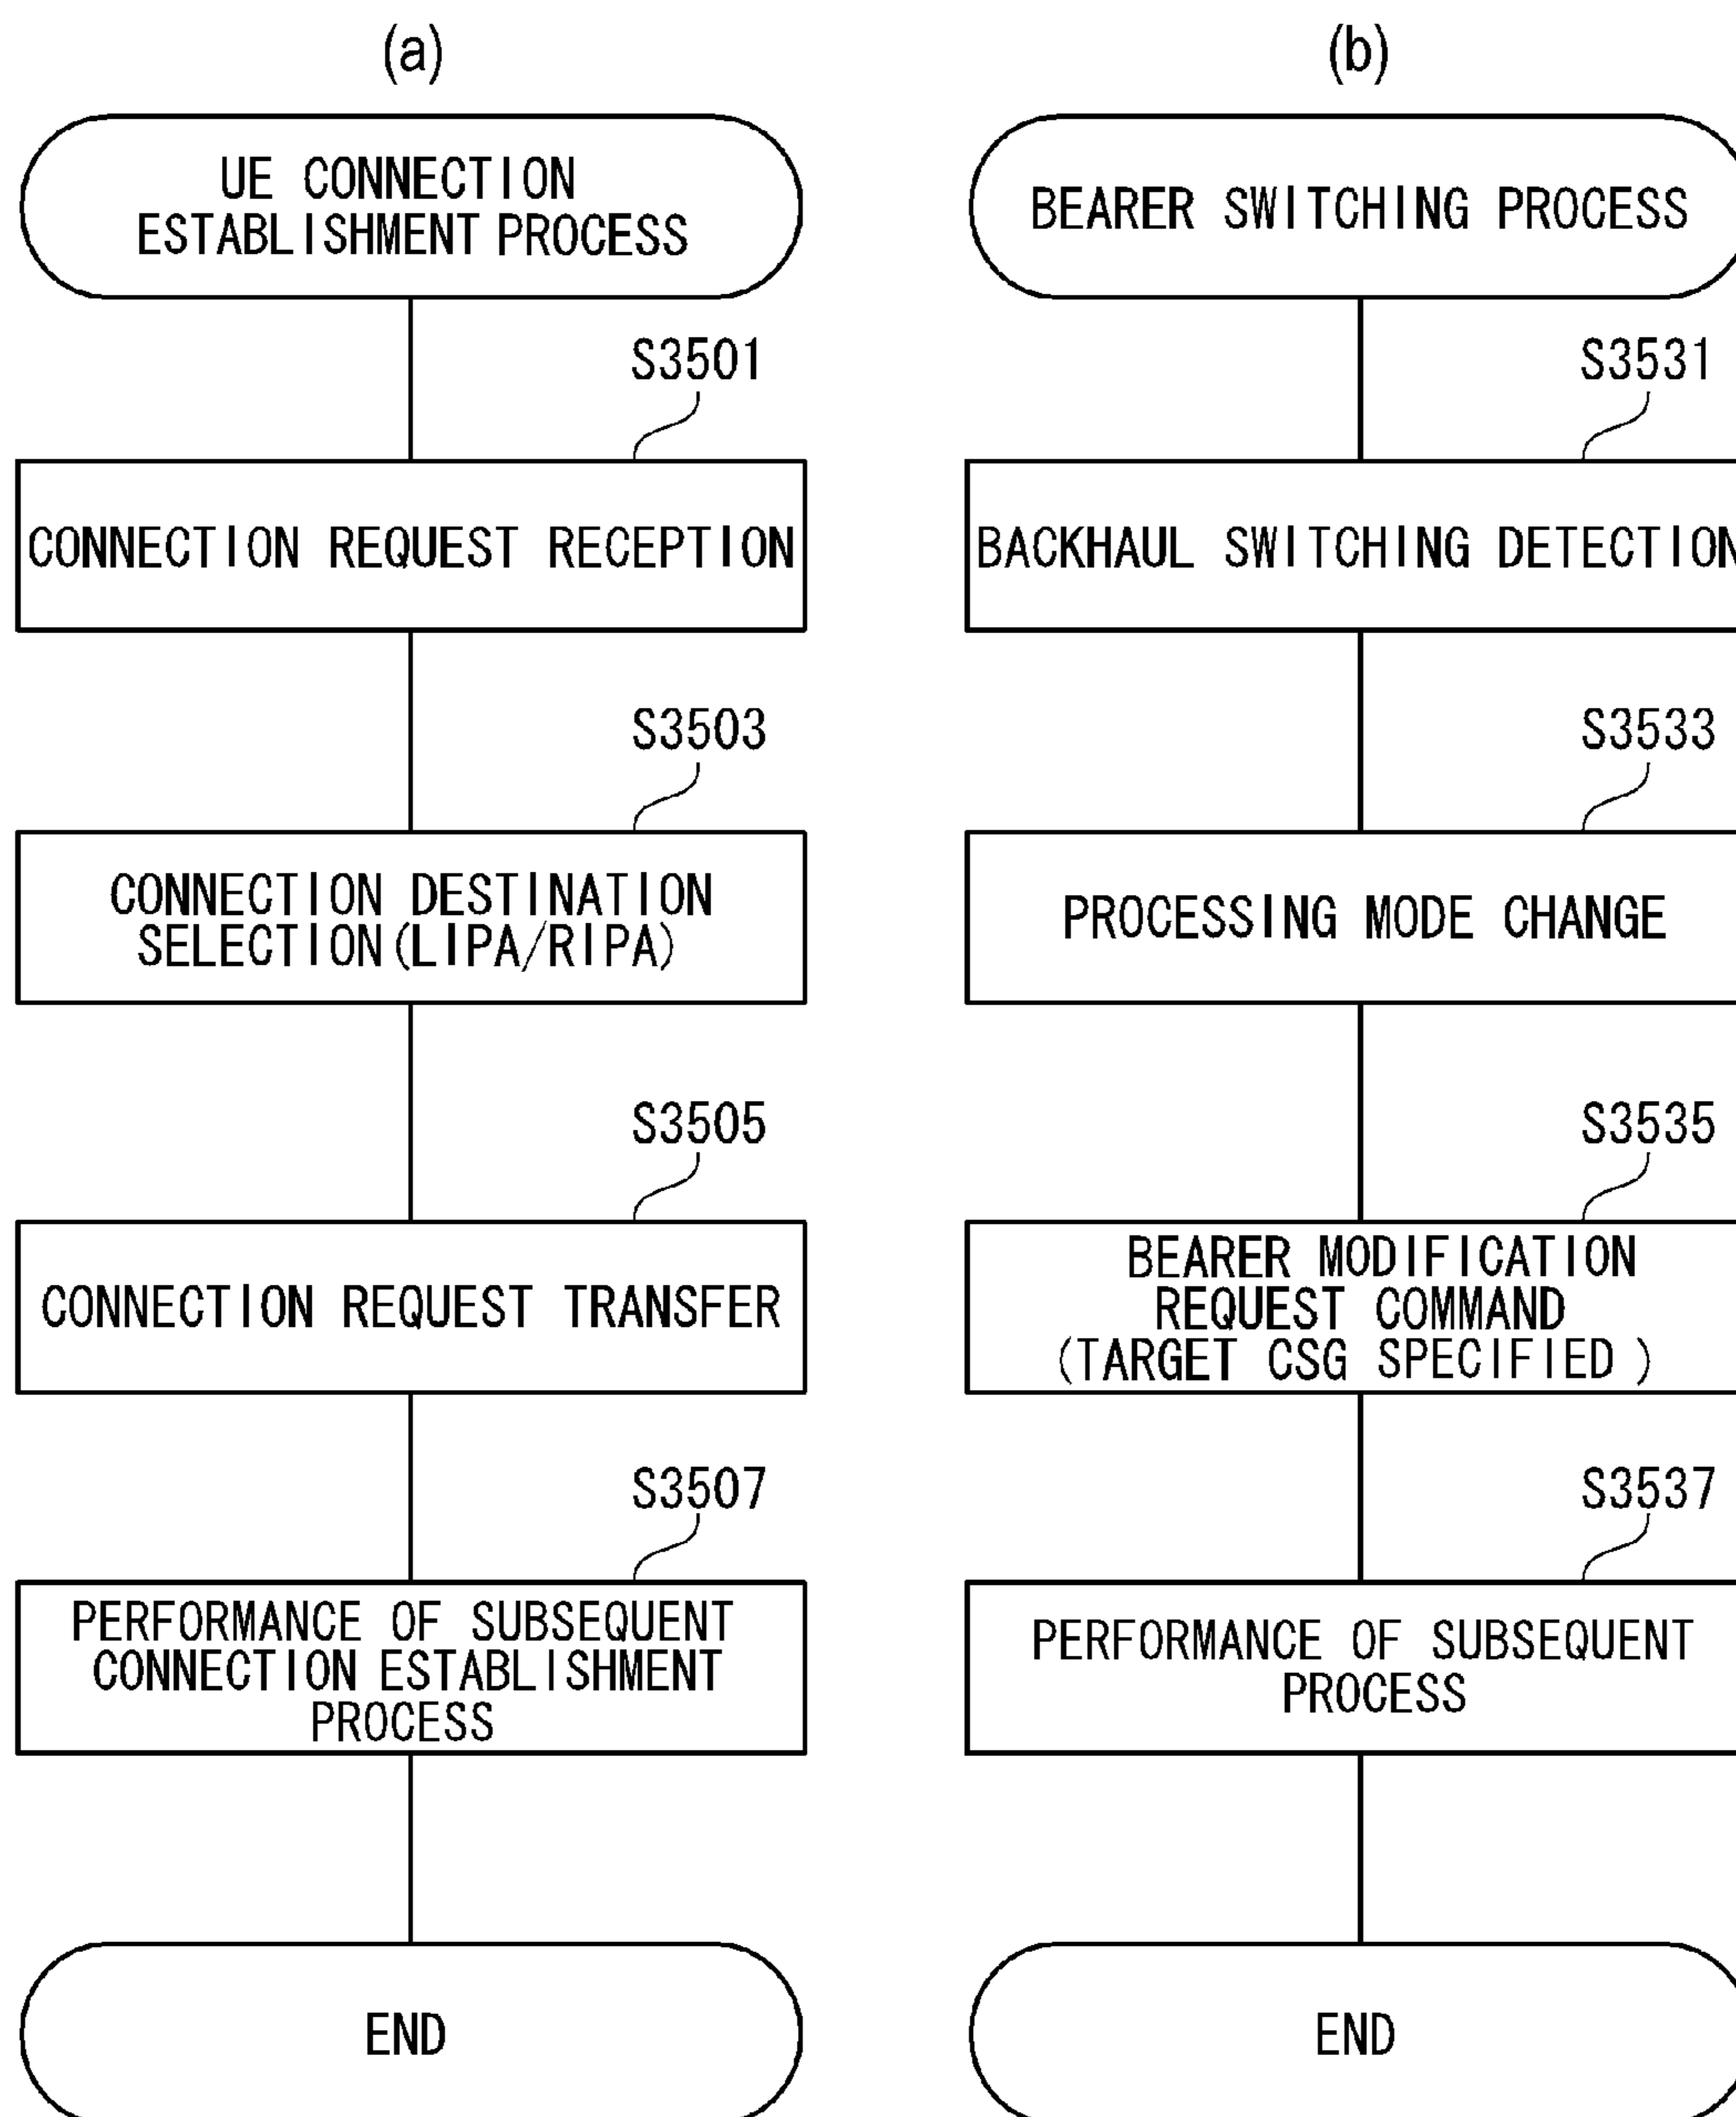 (a)
UE CONNECTION
ESTABLISHMENT PROCESS
S3501
CONNECTION REQUEST RECEPTION
S3503
CONNECTION DESTINATION
SELECTION(LIPA/RIPA)
S3505
CONNECTION REQUEST TRANSFER
S3507
PERFORMANCE OF SUBSEQUENT
CONNECTION ESTABLISHMENT
PROCESS
END
(b)
BEARER SWITCHING PROCESS
S3531
BACKHAUL SWITCHING DETECTION
S3533
PROCESSING MODE CHANGE
S3535
BEARER MODIFICATION
REQUEST COMMAND
(TARGET CSG SPECIFIED)
S3537
PERFORMANCE OF SUBSEQUENT
PROCESS
END